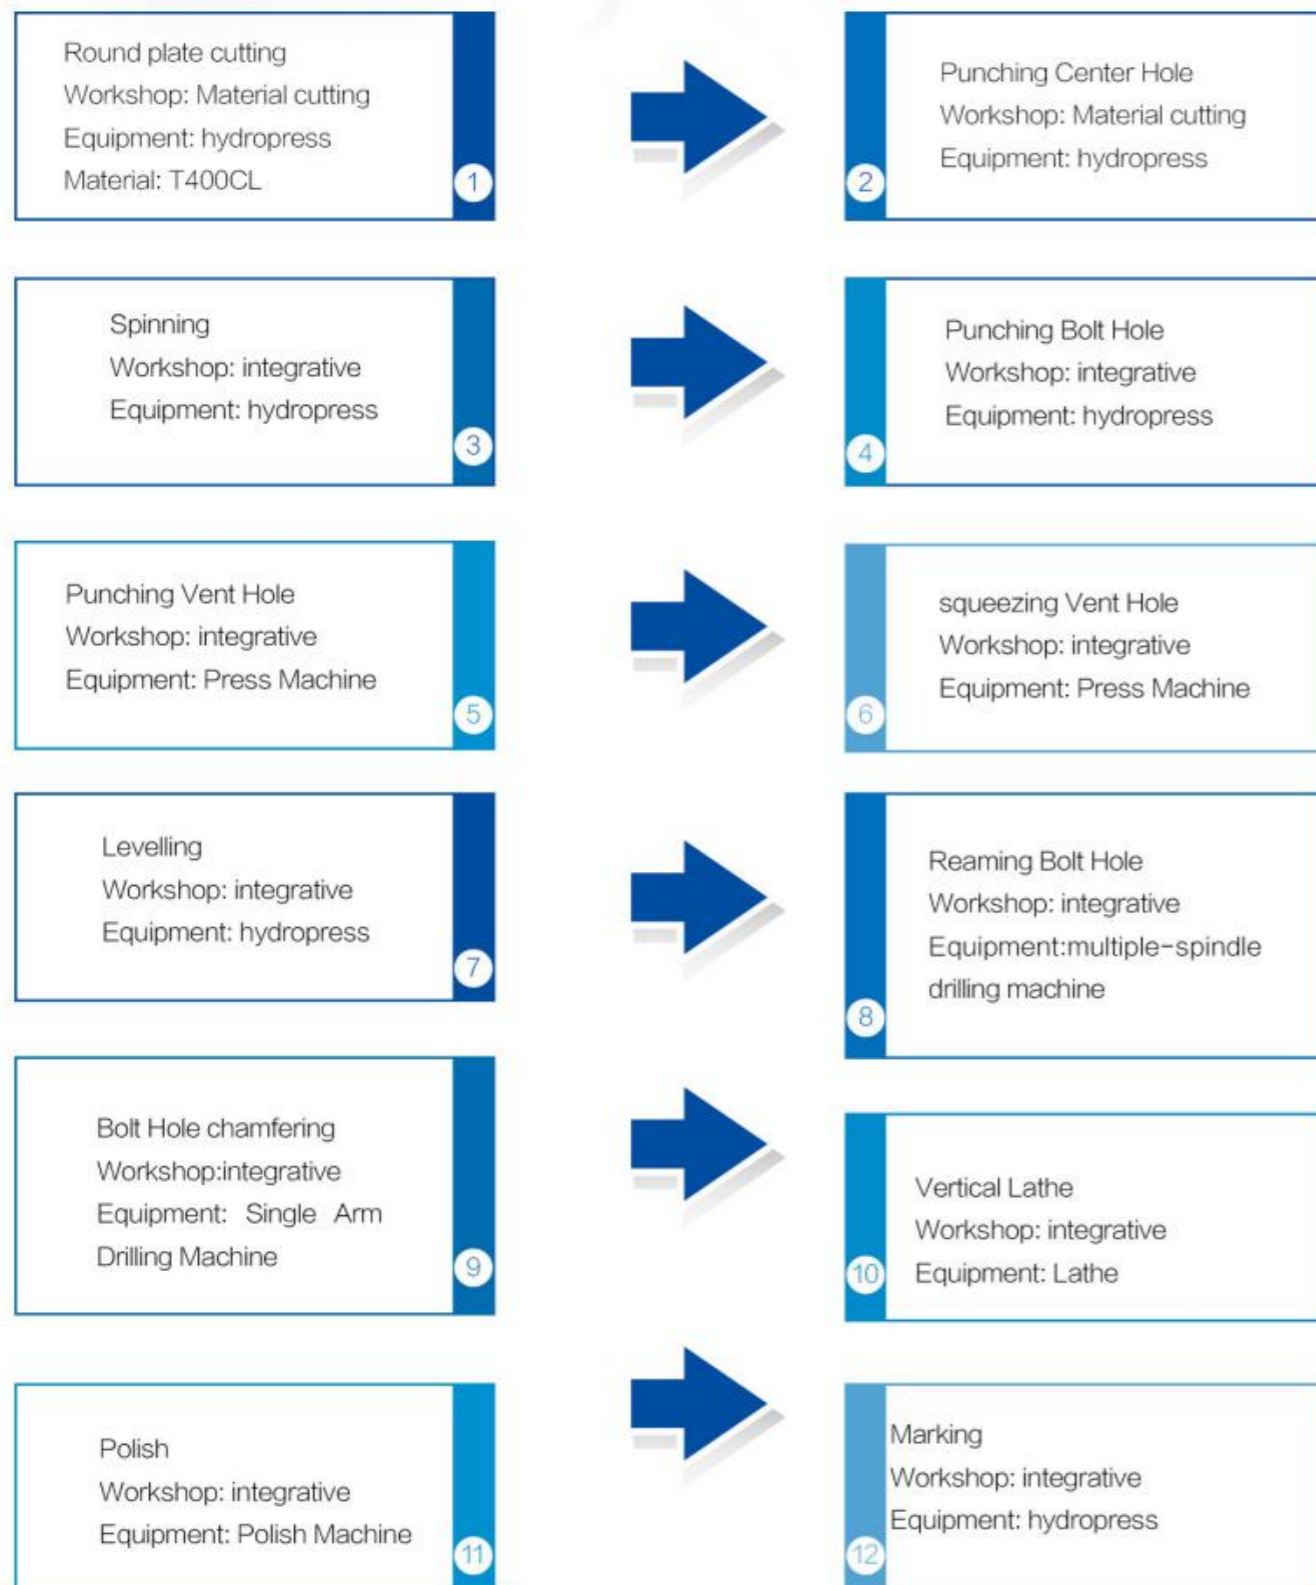 Round plate cutting
Workshop: Material cutting
Equipment: hydropress
Material: T400CL
1
Punching Center Hole
Workshop: Material cutting
Equipment: hydropress
2
Spinning
Workshop: integrative
Equipment: hydropress
3
Punching Bolt Hole
Workshop: integrative
Equipment: hydropress
4
Punching Vent Hole
Workshop: integrative
Equipment: Press Machine
5
squeezing Vent Hole
Workshop: integrative
Equipment: Press Machine
6
Levelling
Workshop: integrative
Equipment: hydropress
7
Reaming Bolt Hole
Workshop: integrative
Equipment:multiple-spindle
drilling machine
8
Bolt Hole chamfering
Workshop:integrative
Equipment: Single Arm
Drilling Machine
9
Vertical Lathe
Workshop: integrative
Equipment: Lathe
10
Polish
Workshop: integrative
Equipment: Polish Machine
11
Marking
Workshop: integrative
Equipment: hydropress
12